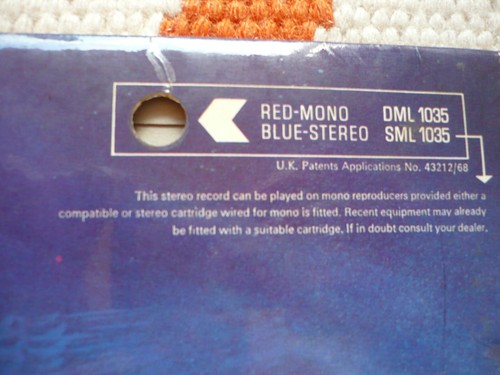 RED-MONO DML 1035
BLUE-STEREO SML 1035
U.K. Patents Applications No. 43212/68
This stereo record can be played on mono reproducers provided either a
compatible or stereo cartridge wired for mono is fitted. Recent equipment may already
be fitted with a suitable cartridge. If in doubt consult your dealer.